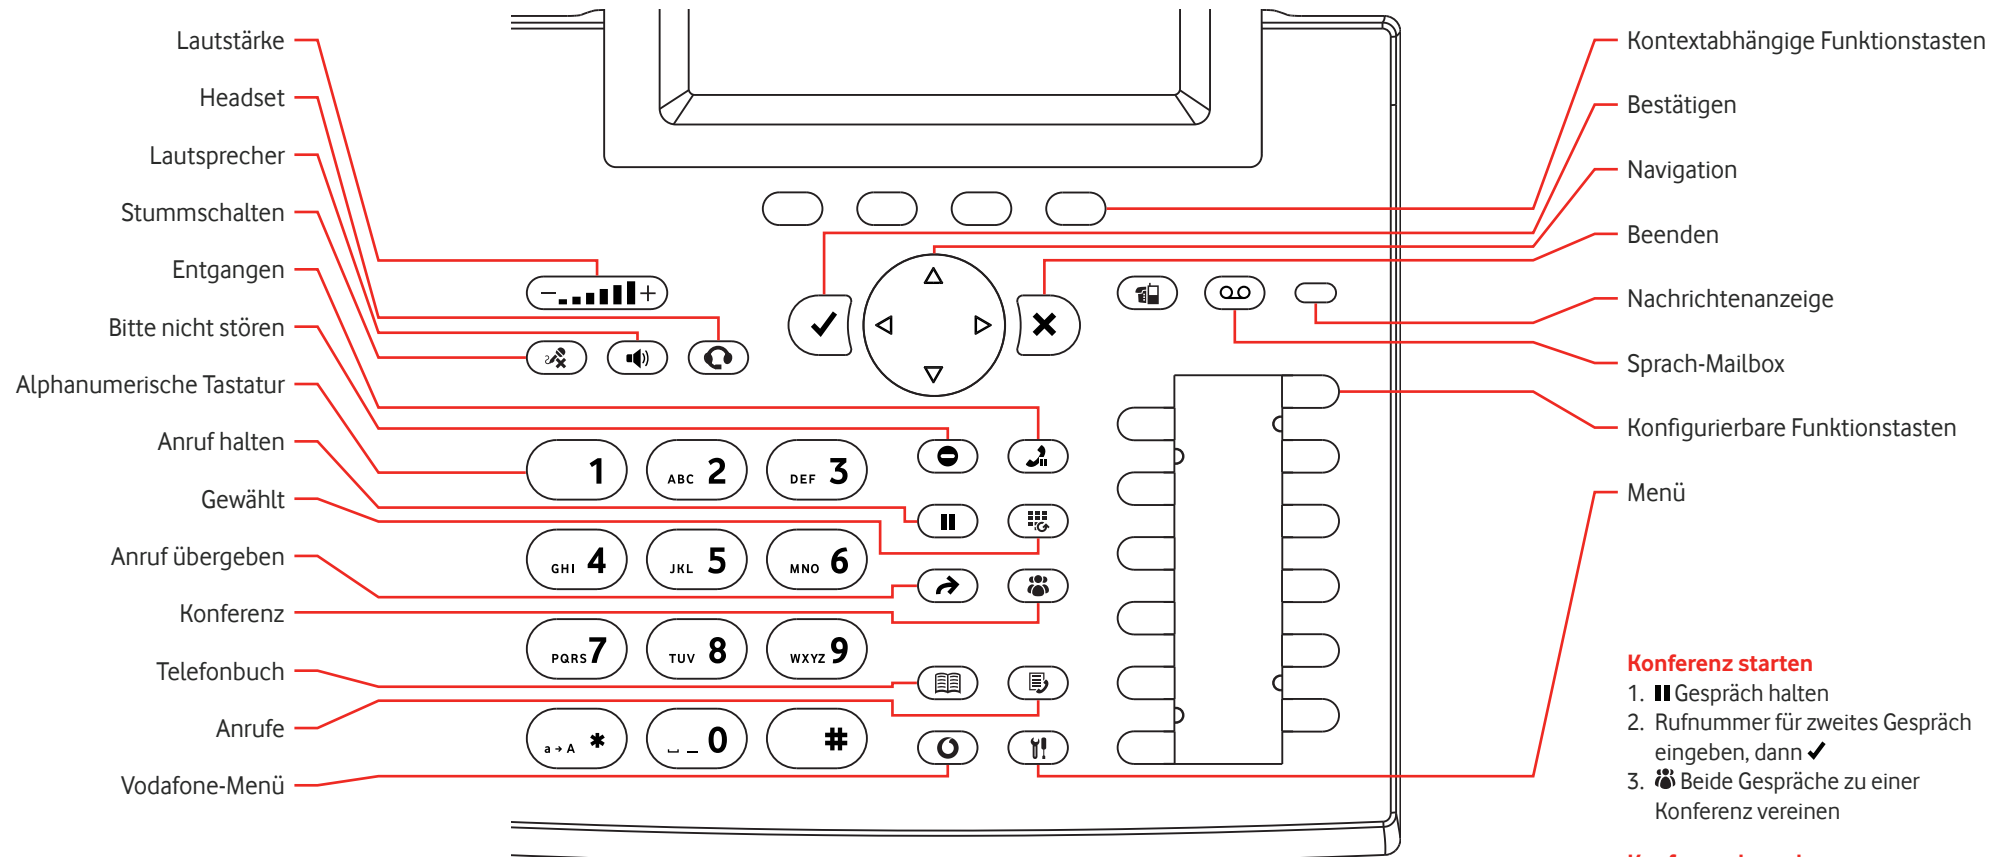 Lautstärke
Headset
Lautsprecher
Stummschalten
Entgangen
Bitte nicht stören
Alphanumerische Tastatur
Anruf halten
Gewählt
Anruf übergeben
Konferenz
Telefonbuch
Anrufe
Vodafone-Menü
− +
1
ABC 2
DEF 3
GHI 4
JKL 5
MNO 6
PQRS 7
TUV 8
WXYZ 9
a→A *
␣ _ 0
#
Kontextabhängige Funktionstasten
Bestätigen
Navigation
Beenden
Nachrichtenanzeige
Sprach-Mailbox
Konfigurierbare Funktionstasten
Menü
Konferenz starten
1. Gespräch halten
2. Rufnummer für zweites Gespräch
eingeben, dann ✓
3. Beide Gespräche zu einer
Konferenz vereinen